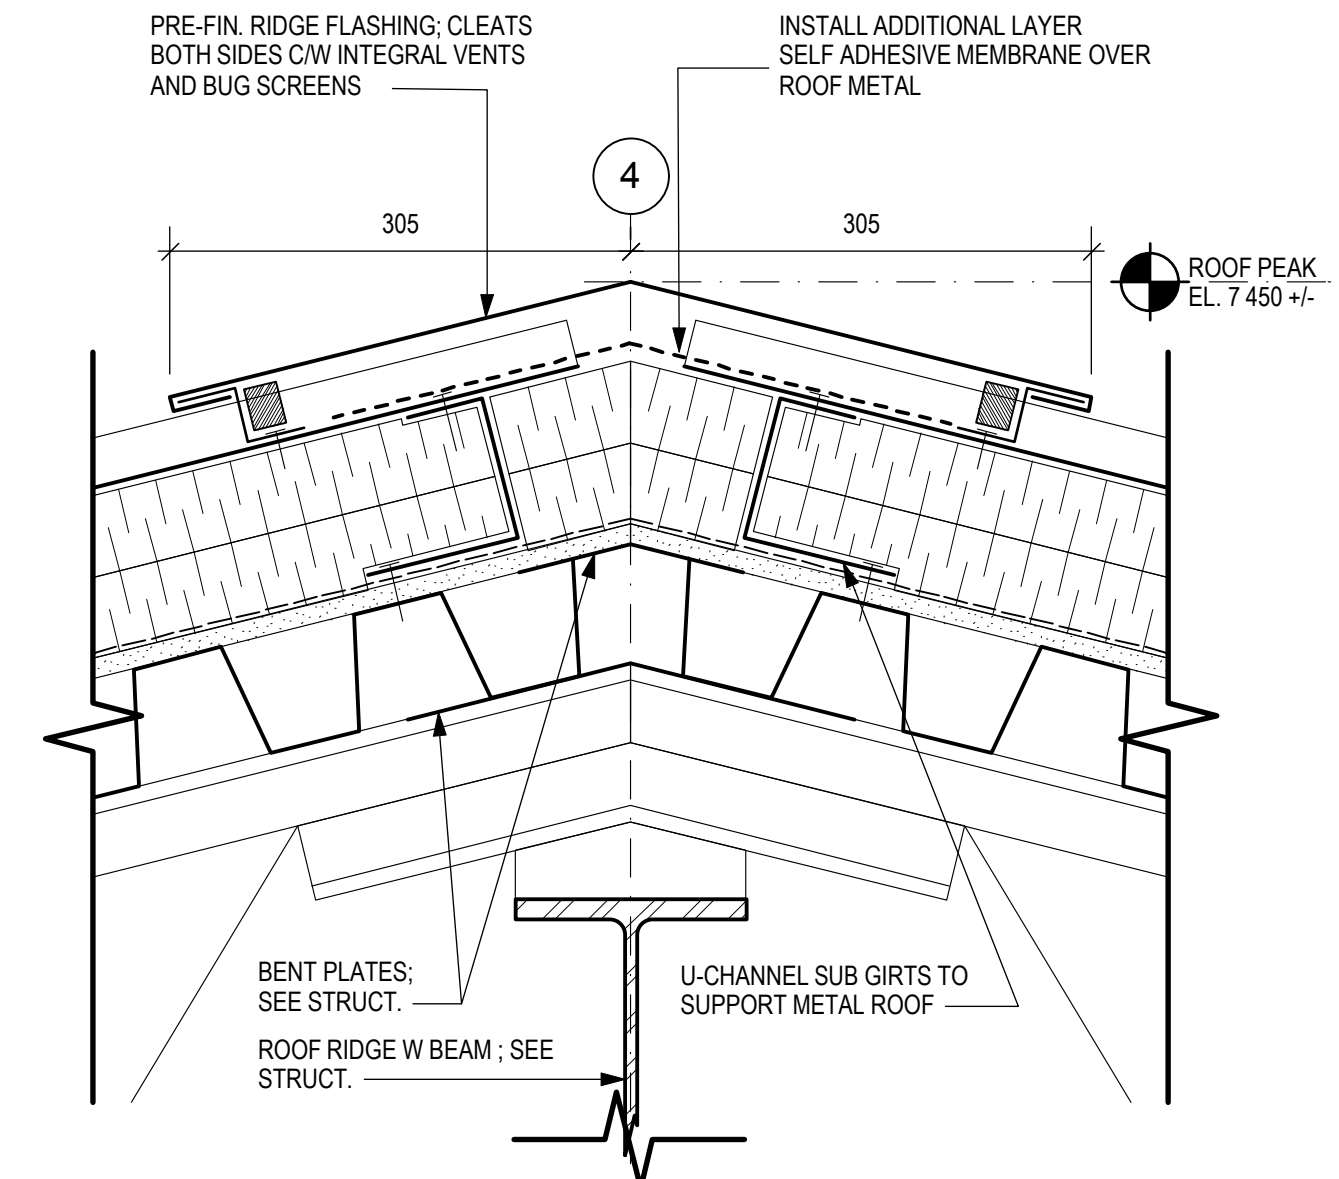 PRE-FIN. RIDGE FLASHING; CLEATS
BOTH SIDES C/W INTEGRAL VENTS
AND BUG SCREENS
INSTALL ADDITIONAL LAYER
SELF ADHESIVE MEMBRANE OVER
ROOF METAL
4
305
305
ROOF PEAK
EL. 7 450 +/-
BENT PLATES;
SEE STRUCT.
U-CHANNEL SUB GIRTS TO
SUPPORT METAL ROOF
ROOF RIDGE W BEAM ; SEE
STRUCT.